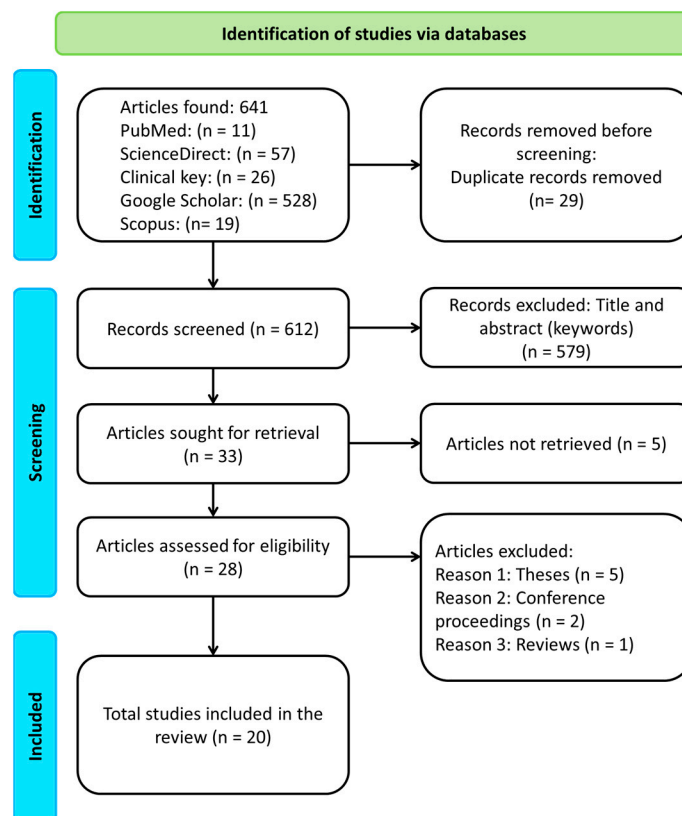 Identification of studies via databases
Identification
Articles found: 641
PubMed: (n = 11)
ScienceDirect: (n = 57)
Clinical key: (n = 26)
Google Scholar: (n = 528)
Scopus: (n= 19)
Records removed before
screening:
Duplicate records removed
(n= 29)
Screening
Records screened (n = 612)
Records excluded: Title and
abstract (keywords)
(n = 579)
Articles sought for retrieval
(n = 33)
Articles not retrieved (n = 5)
Articles assessed for eligibility
(n = 28)
Articles excluded:
Reason 1: Theses (n = 5)
Reason 2: Conference
proceedings (n = 2)
Reason 3: Reviews (n = 1)
Included
Total studies included in the
review (n = 20)